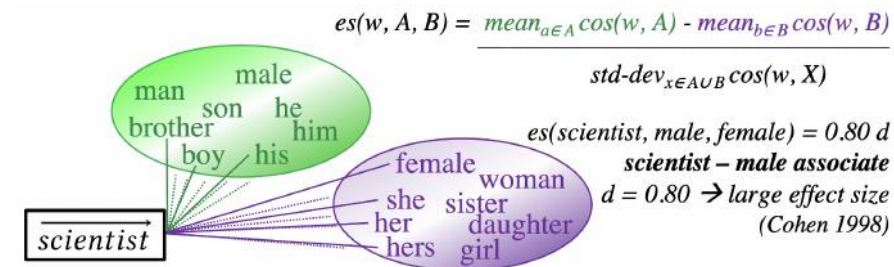 es(w, A, B) = mean_{a∈A}cos(w, A) - mean_{b∈B}cos(w, B)
std-dev_{x∈A∪B}cos(w, X)
man
male
son
he
brother
him
boy
his
female
woman
she
sister
her
daughter
hers
girl
scientist
es(scientist, male, female) = 0.80 d
scientist – male associate
d = 0.80 → large effect size
(Cohen 1998)